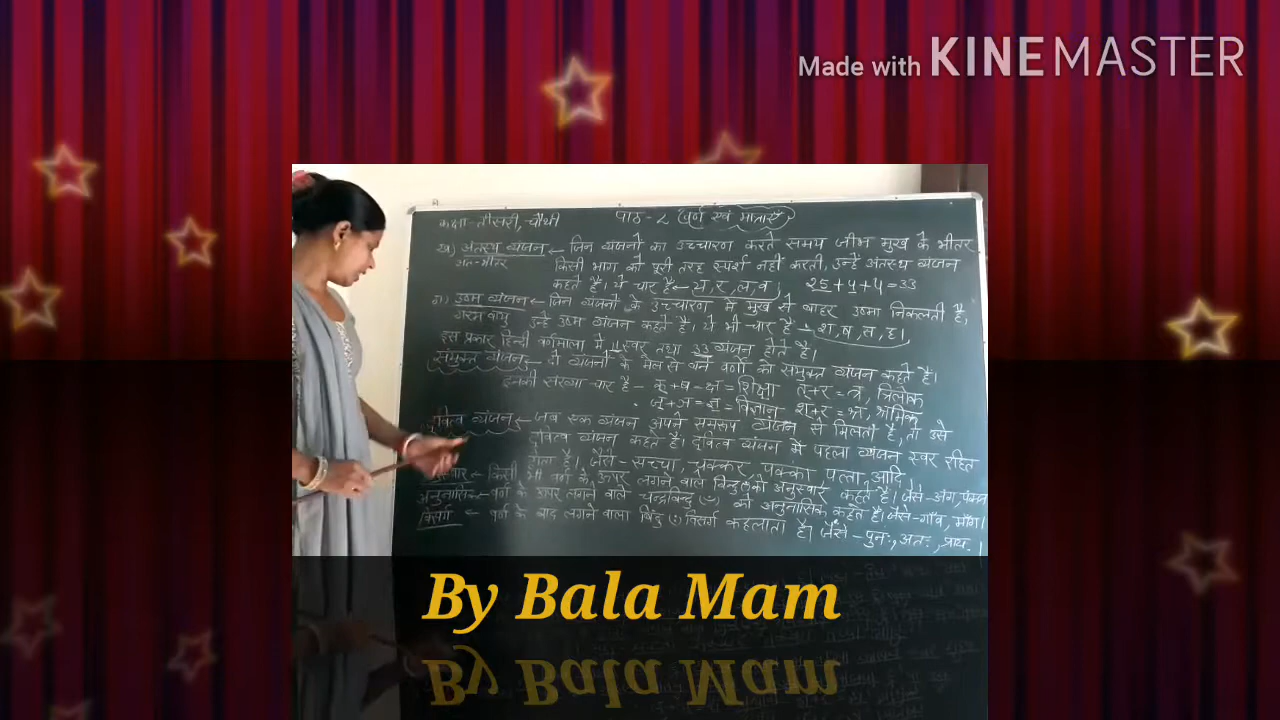 Made with KINEMASTER
कक्षा-तीसरी, चौथी पाठ-2 (वर्ण एवं मात्राएँ)
ख) अंतस्थ व्यंजन - जिन व्यंजनों का उच्चारण करते समय जीभ मुख के भीतर
अंत-भीतर किसी भाग को पूरी तरह स्पर्श नहीं करती, उन्हें अंतस्थ व्यंजन
कहते हैं। ये चार हैं - य, र, ल, व। 25+4+4=33
ग) उष्म व्यंजन - जिन व्यंजनों के उच्चारण में मुख से बाहर उष्मा निकलती है,
गरम वायु उन्हें उष्म व्यंजन कहते हैं। ये भी चार हैं - श, ष, स, ह।
इस प्रकार हिन्दी वर्णमाला में 11 स्वर तथा 33 व्यंजन होते हैं।
संयुक्त व्यंजन - दो व्यंजनों के मेल से बने वर्णों को संयुक्त व्यंजन कहते हैं।
इनकी संख्या चार है - क्+ष-क्ष=शिक्षा त्+र=त्र, त्रिलोक
ज्+ञ=ज्ञ=विज्ञान श्+र=श्र, श्रमिक
द्वित्व व्यंजन - जब एक व्यंजन अपने समरूप व्यंजन से मिलता है, तो उसे
द्वित्व व्यंजन कहते हैं। द्वित्व व्यंजन में पहला व्यंजन स्वर रहित
होता है। जैसे - सच्चा, चक्कर, पक्का पत्ता आदि
अनुस्वार - किसी भी वर्ण के ऊपर लगने वाले बिन्दु को अनुस्वार कहते हैं। जैसे-अंग,
अनुनासिक - वर्ण के ऊपर लगने वाले चन्द्रबिन्दु (ँ) को अनुनासिक कहते हैं। जैसे-गाँव, माँग।
विसर्ग - वर्ण के बाद लगने वाला बिंदु (:) विसर्ग कहलाता है। जैसे - पुनः, अतः, प्रायः।
By Bala Mam